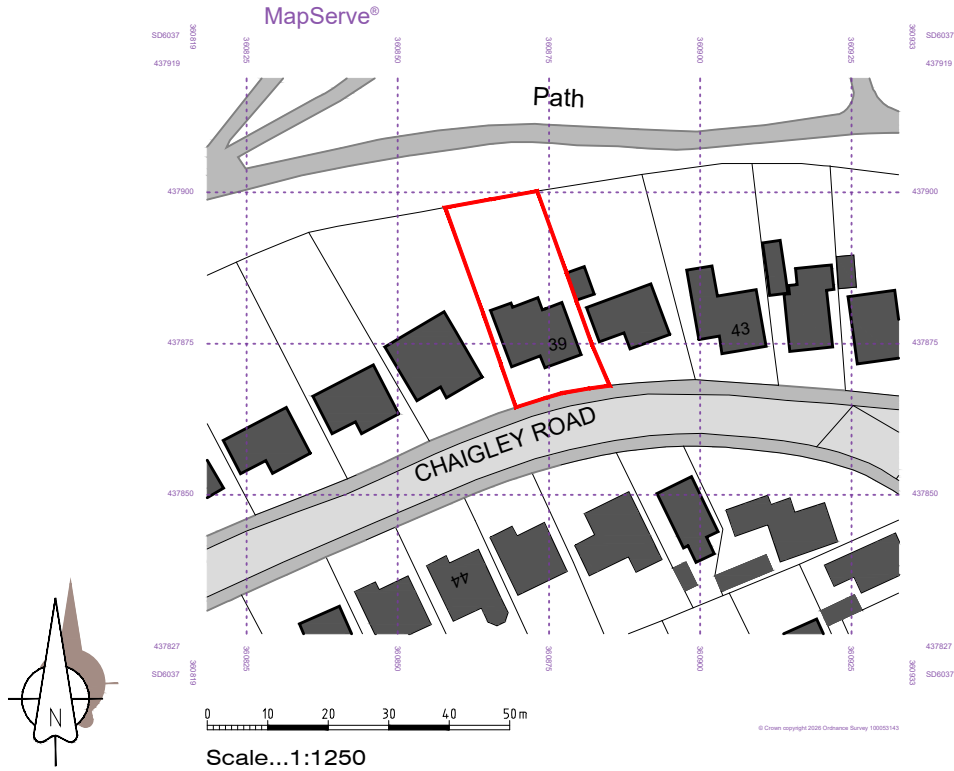 MapServe®
SD6037
360819
360825
360850
360875
360900
360925
360933
SD6037
437919
437919
Path
437900
437900
39
43
437875
437875
CHAIGLEY ROAD
437850
437850
44
437827
437827
SD6037
360819
360825
360850
360875
360900
360925
360933
SD6037
N
0 10 20 30 40 50 m
© Crown copyright 2026 Ordnance Survey 100053143
Scale...1:1250